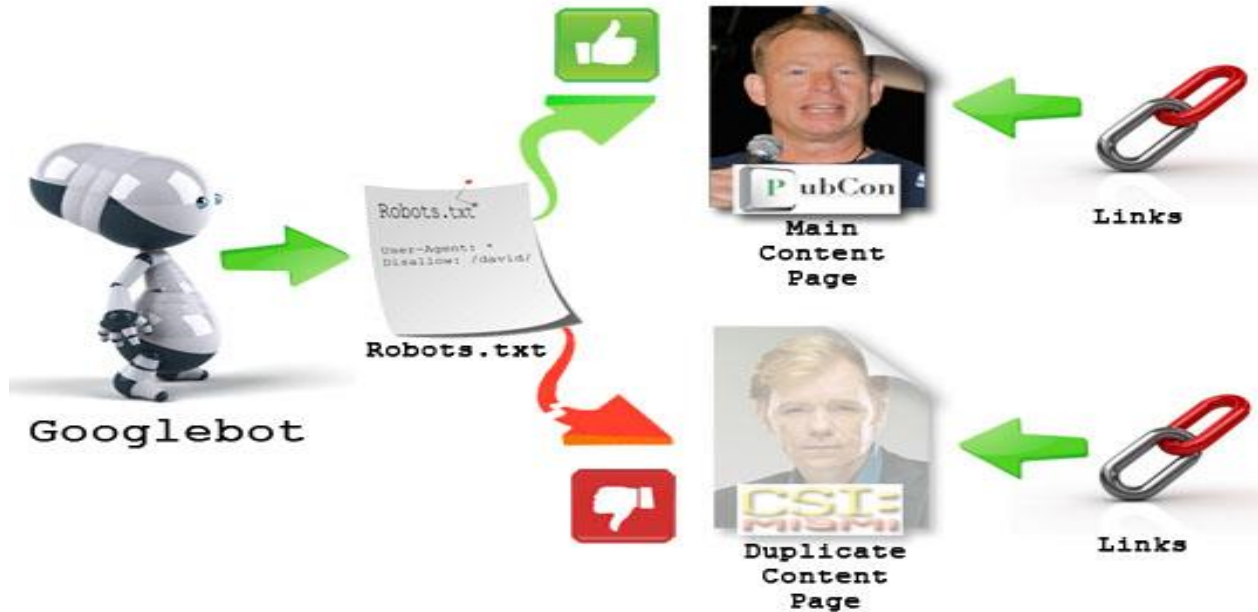 Robots.txt"
User-Agent: *
Disallow: /david/
Robots.txt
Googlebot
PubCon
Main
Content
Page
Links
CSI:
MIAMI
Duplicate
Content
Page
Links